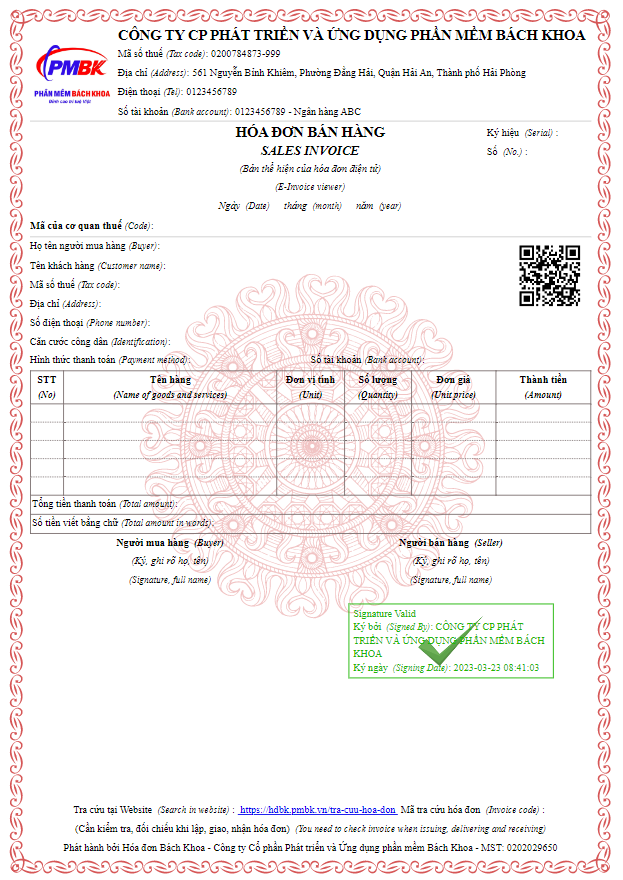 CÔNG TY CP PHÁT TRIỂN VÀ ỨNG DỤNG PHẦN MỀM BÁCH KHOA
PMBK
PHẦN MỀM BÁCH KHOA
Đỉnh cao trí tuệ Việt
Mã số thuế (Tax code): 0200784873-999
Địa chỉ (Address): 561 Nguyễn Bỉnh Khiêm, Phường Đằng Hải, Quận Hải An, Thành phố Hải Phòng
Điện thoại (Tel): 0123456789
Số tài khoản (Bank account): 0123456789 - Ngân hàng ABC
HÓA ĐƠN BÁN HÀNG
SALES INVOICE
(Bản thể hiện của hóa đơn điện tử)
(E-Invoice viewer)
Ngày (Date) tháng (month) năm (year)
Ký hiệu (Serial) :
Số (No.) :
Mã của cơ quan thuế (Code):
Họ tên người mua hàng (Buyer):
Tên khách hàng (Customer name):
Mã số thuế (Tax code):
Địa chỉ (Address):
Số điện thoại (Phone number):
Căn cước công dân (Identification):
Hình thức thanh toán (Payment method): Số tài khoản (Bank account):
STT Tên hàng Đơn vị tính Số lượng Đơn giá Thành tiền
(No) (Name of goods and services) (Unit) (Quantity) (Unit price) (Amount)
Tổng tiền thanh toán (Total amount):
Số tiền viết bằng chữ (Total amount in words):
Người mua hàng (Buyer) Người bán hàng (Seller)
(Ký, ghi rõ họ, tên) (Ký, ghi rõ họ, tên)
(Signature, full name) (Signature, full name)
Signature Valid
Ký bởi (Signed By): CÔNG TY CP PHÁT
TRIỂN VÀ ỨNG DỤNG PHẦN MỀM BÁCH
KHOA
Ký ngày (Signing Date): 2023-03-23 08:41:03
Tra cứu tại Website (Search in website) : https://hdbk.pmbk.vn/tra-cuu-hoa-don Mã tra cứu hóa đơn (Invoice code) :
(Cần kiểm tra, đối chiếu khi lập, giao, nhận hóa đơn) (You need to check invoice when issuing, delivering and receiving)
Phát hành bởi Hóa đơn Bách Khoa - Công ty Cổ phần Phát triển và Ứng dụng phần mềm Bách Khoa - MST: 0202029650